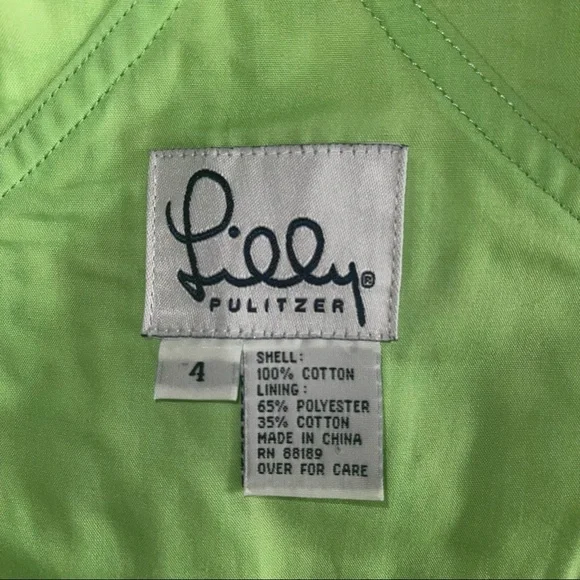 Lilly®
PULITZER
4
SHELL:
100% COTTON
LINING:
65% POLYESTER
35% COTTON
MADE IN CHINA
RN 88189
OVER FOR CARE